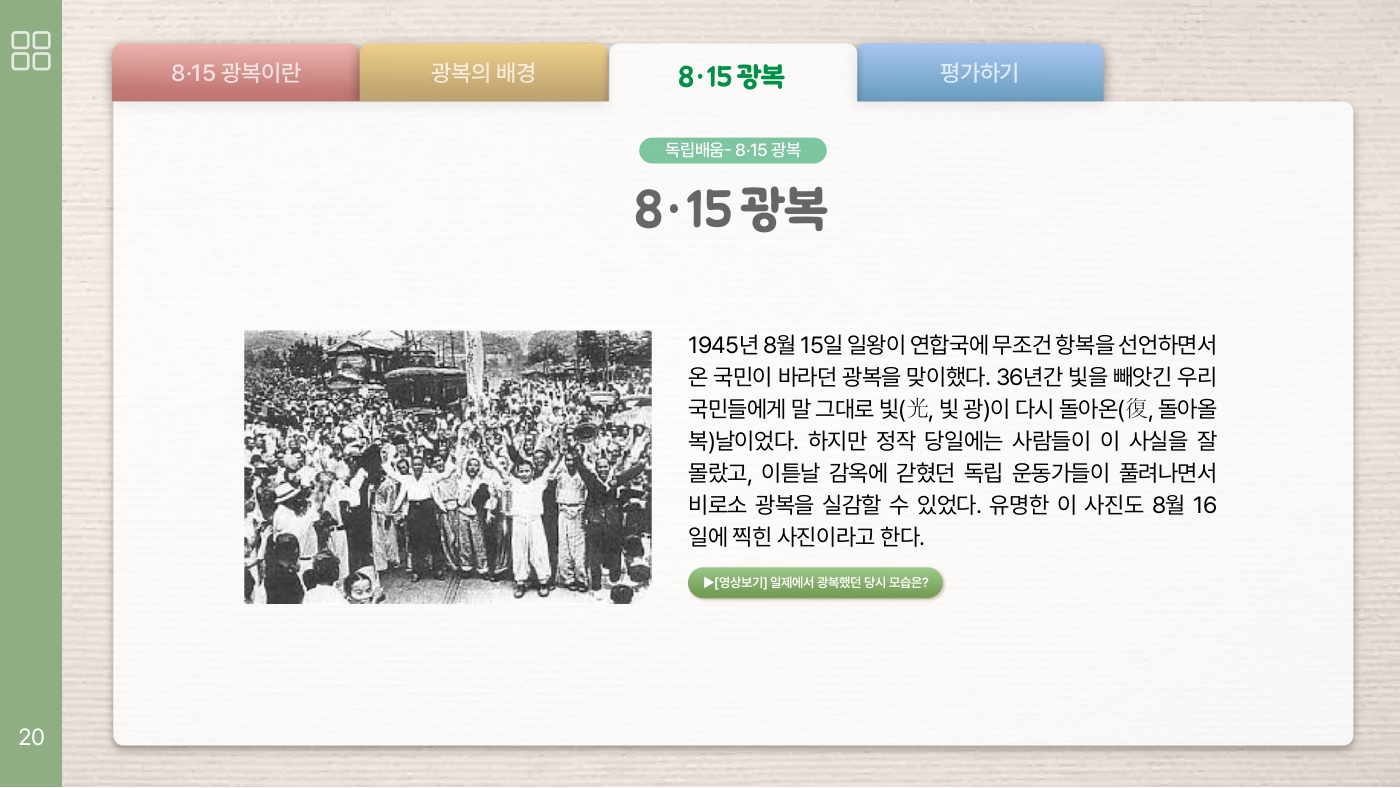 8·15 광복이란
광복의 배경
8·15 광복
평가하기
독립배움- 8·15 광복
8·15 광복
1945년 8월 15일 일왕이 연합국에 무조건 항복을 선언하면서
온 국민이 바라던 광복을 맞이했다. 36년간 빛을 빼앗긴 우리
국민들에게 말 그대로 빛(光, 빛 광)이 다시 돌아온(復, 돌아올
복)날이었다. 하지만 정작 당일에는 사람들이 이 사실을 잘
몰랐고, 이튿날 감옥에 갇혔던 독립 운동가들이 풀려나면서
비로소 광복을 실감할 수 있었다. 유명한 이 사진도 8월 16
일에 찍힌 사진이라고 한다.
▶[영상보기] 일제에서 광복했던 당시 모습은?
20